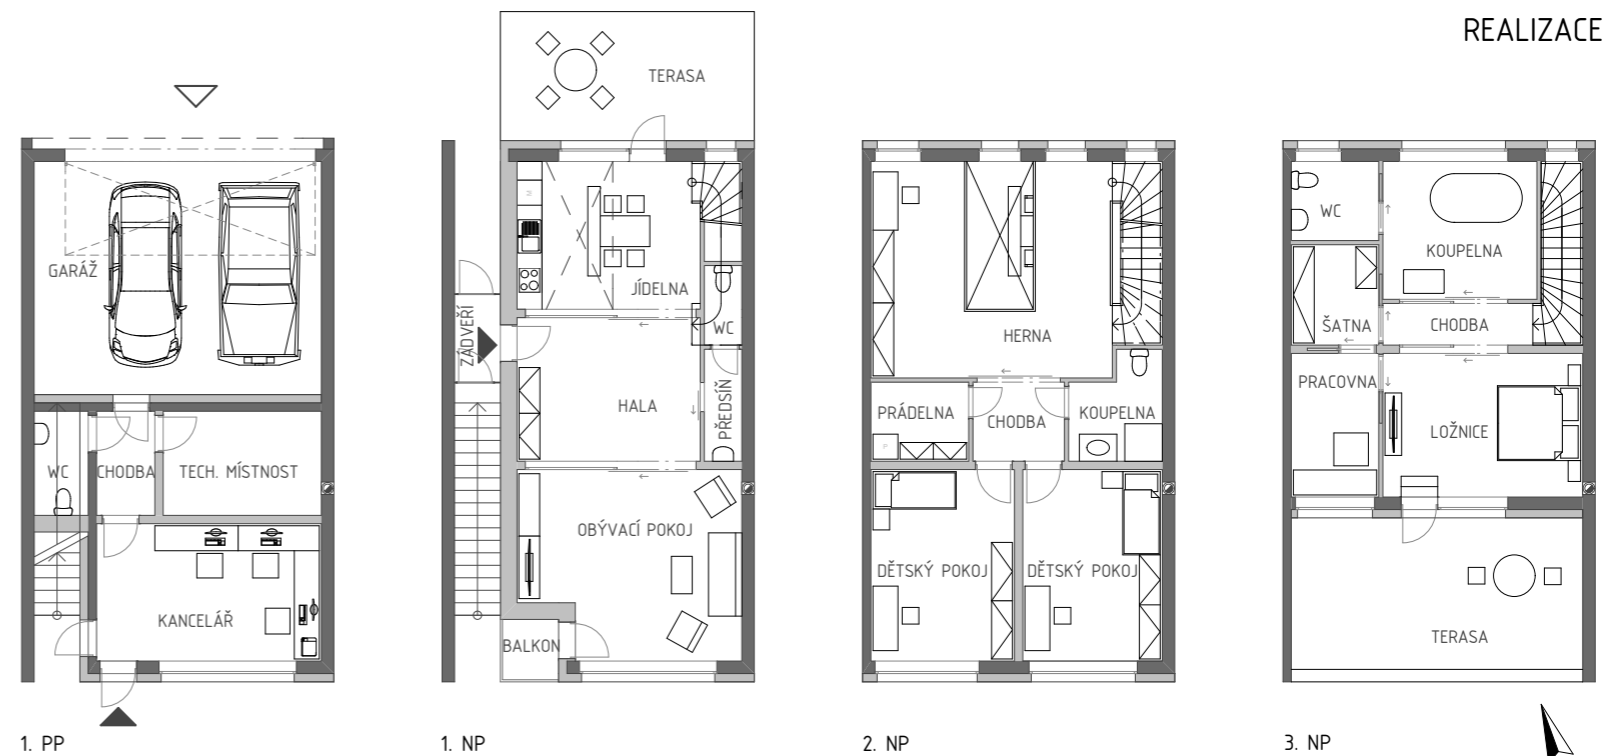 REALIZACE
GARÁŽ
WC
CHODBA
TECH. MÍSTNOST
KANCELÁŘ
1. PP
TERASA
JÍDELNA
ZÁDVEŘÍ
WC
HALA
PŘEDSÍŇ
OBÝVACÍ POKOJ
BALKON
1. NP
HERNA
PRÁDELNA
CHODBA
KOUPELNA
DĚTSKÝ POKOJ
DĚTSKÝ POKOJ
2. NP
WC
KOUPELNA
ŠATNA
CHODBA
PRACOVNA
LOŽNICE
TERASA
3. NP